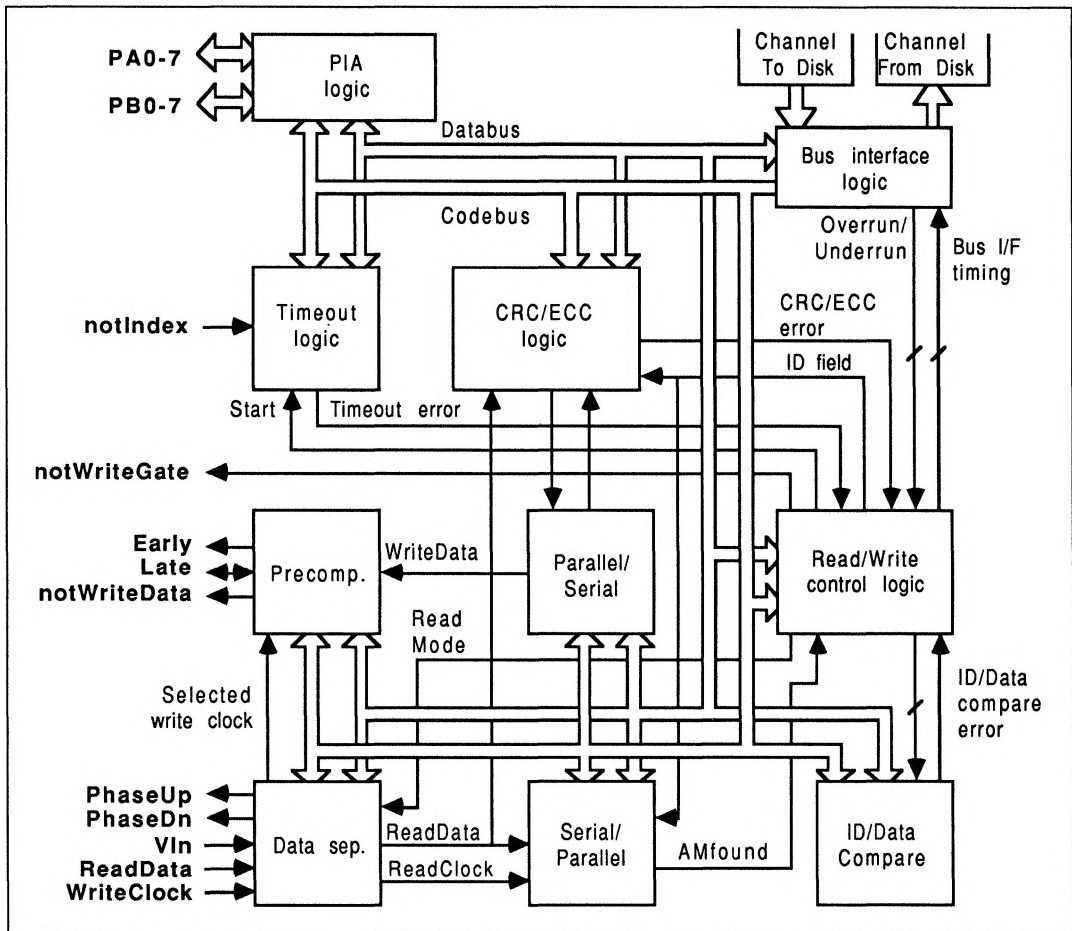 PA0-7
PB0-7
PIA
logic
Channel
To Disk
Channel
From Disk
Databus
Bus interface
logic
Codebus
Overrun/
Underrun
Bus I/F
timing
notIndex
Timeout
logic
CRC/ECC
logic
CRC/ECC
error
ID field
Start
Timeout error
notWriteGate
Early
Late
notWriteData
Precomp.
WriteData
Parallel/
Serial
Read/Write
control logic
Read
Mode
Selected
write clock
ID/Data
compare
error
PhaseUp
PhaseDn
VIn
ReadData
WriteClock
Data sep.
ReadData
ReadClock
Serial/
Parallel
AMfound
ID/Data
Compare